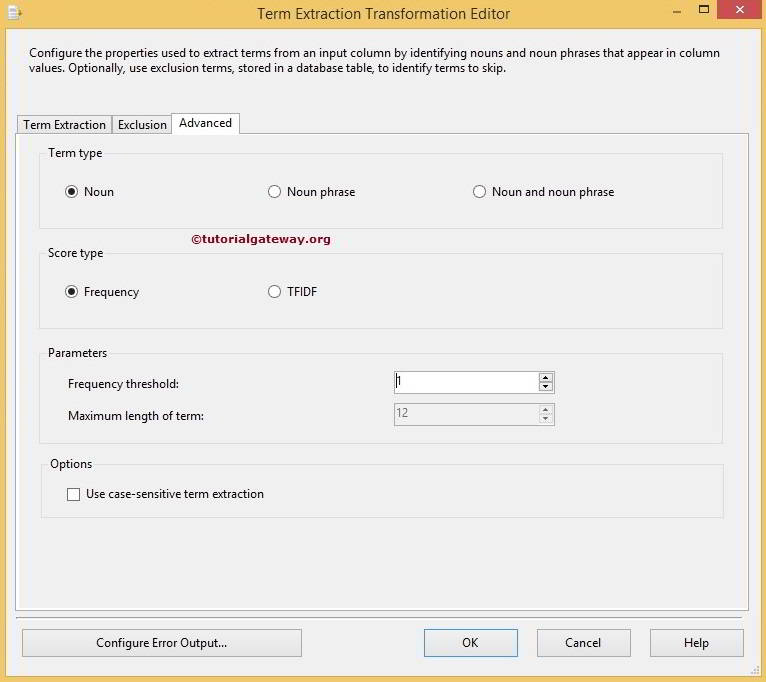 Term Extraction Transformation Editor
Configure the properties used to extract terms from an input column by identifying nouns and noun phrases that appear in column
values. Optionally, use exclusion terms, stored in a database table, to identify terms to skip.
Term Extraction Exclusion Advanced
Term type
Noun Noun phrase Noun and noun phrase
©tutorialgateway.org
Score type
Frequency TFIDF
Parameters
Frequency threshold: 1
Maximum length of term: 12
Options
Use case-sensitive term extraction
Configure Error Output... OK Cancel Help